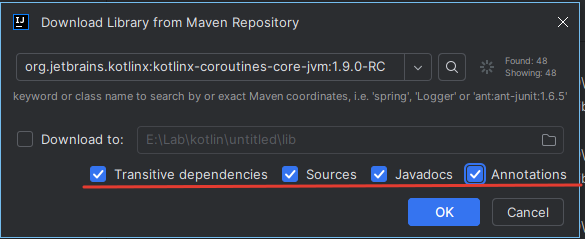 IJ
Download Library from Maven Repository
org.jetbrains.kotlinx:kotlinx-coroutines-core-jvm:1.9.0-RC
Found: 48
Showing: 48
keyword or class name to search by or exact Maven coordinates, i.e. 'spring', 'Logger' or 'ant:ant-junit:1.6.5'
Download to: E:\Lab\kotlin\untitled\lib
Transitive dependencies Sources Javadocs Annotations
OK Cancel